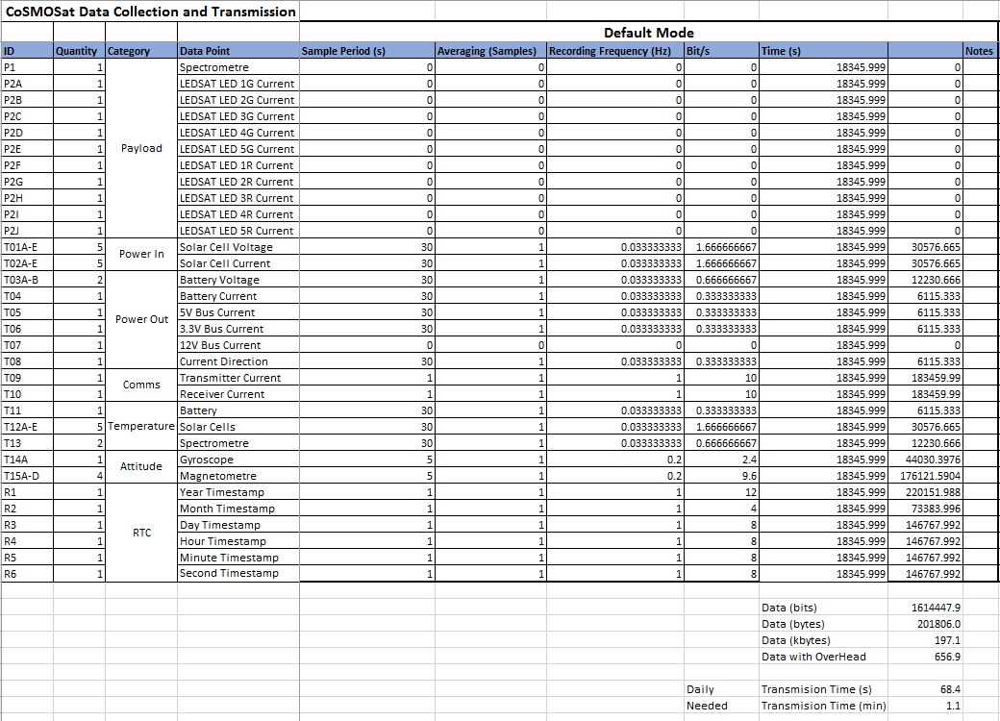 CoSMOSat Data Collection and Transmission
Default Mode
ID Quantity Category Data Point Sample Period (s) Averaging (Samples) Recording Frequency (Hz) Bit/s Time (s) Notes
P1 1 Spectrometre 0 0 0 0 18345.999 0
P2A 1 LEDSAT LED 1G Current 0 0 0 0 18345.999 0
P2B 1 LEDSAT LED 2G Current 0 0 0 0 18345.999 0
P2C 1 LEDSAT LED 3G Current 0 0 0 0 18345.999 0
P2D 1 LEDSAT LED 4G Current 0 0 0 0 18345.999 0
P2E 1 Payload LEDSAT LED 5G Current 0 0 0 0 18345.999 0
P2F 1 LEDSAT LED 1R Current 0 0 0 0 18345.999 0
P2G 1 LEDSAT LED 2R Current 0 0 0 0 18345.999 0
P2H 1 LEDSAT LED 3R Current 0 0 0 0 18345.999 0
P2I 1 LEDSAT LED 4R Current 0 0 0 0 18345.999 0
P2J 1 LEDSAT LED 5R Current 0 0 0 0 18345.999 0
T01A-E 5 Power In Solar Cell Voltage 30 1 0.033333333 1.666666667 18345.999 30576.665
T02A-E 5 Solar Cell Current 30 1 0.033333333 1.666666667 18345.999 30576.665
T03A-B 2 Battery Voltage 30 1 0.033333333 0.666666667 18345.999 12230.666
T04 1 Battery Current 30 1 0.033333333 0.333333333 18345.999 6115.333
T05 1 Power Out 5V Bus Current 30 1 0.033333333 0.333333333 18345.999 6115.333
T06 1 3.3V Bus Current 30 1 0.033333333 0.333333333 18345.999 6115.333
T07 1 12V Bus Current 0 0 0 0 18345.999 0
T08 1 Current Direction 30 1 0.033333333 0.333333333 18345.999 6115.333
T09 1 Comms Transmitter Current 1 1 1 10 18345.999 183459.99
T10 1 Receiver Current 1 1 1 10 18345.999 183459.99
T11 1 Battery 30 1 0.033333333 0.333333333 18345.999 6115.333
T12A-E 5 Temperature Solar Cells 30 1 0.033333333 1.666666667 18345.999 30576.665
T13 2 Spectrometre 30 1 0.033333333 0.666666667 18345.999 12230.666
T14A 1 Attitude Gyroscope 5 1 0.2 2.4 18345.999 44030.3976
T15A-D 4 Magnetometre 5 1 0.2 9.6 18345.999 176121.5904
R1 1 Year Timestamp 1 1 1 12 18345.999 220151.988
R2 1 Month Timestamp 1 1 1 4 18345.999 73383.996
R3 1 RTC Day Timestamp 1 1 1 8 18345.999 146767.992
R4 1 Hour Timestamp 1 1 1 8 18345.999 146767.992
R5 1 Minute Timestamp 1 1 1 8 18345.999 146767.992
R6 1 Second Timestamp 1 1 1 8 18345.999 146767.992
Data (bits) 1614447.9
Data (bytes) 201806.0
Data (kbytes) 197.1
Data with OverHead 656.9
Daily Transmision Time (s) 68.4
Needed Transmision Time (min) 1.1